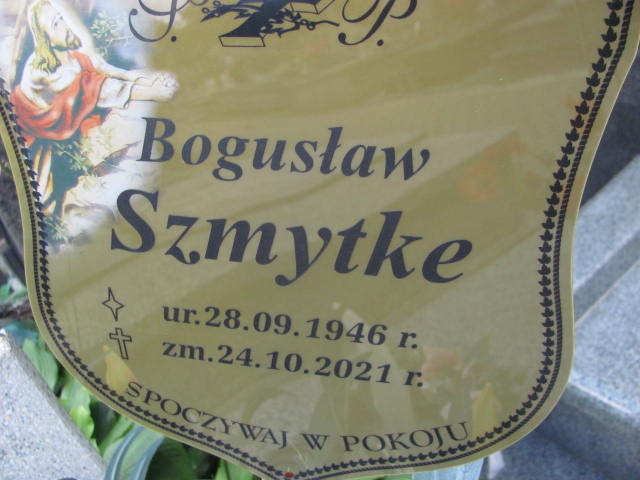 Ś. P.
Bogusław
Szmytke
ur.28.09.1946 r.
zm.24.10.2021 r.
SPOCZYWAJ W POKOJU